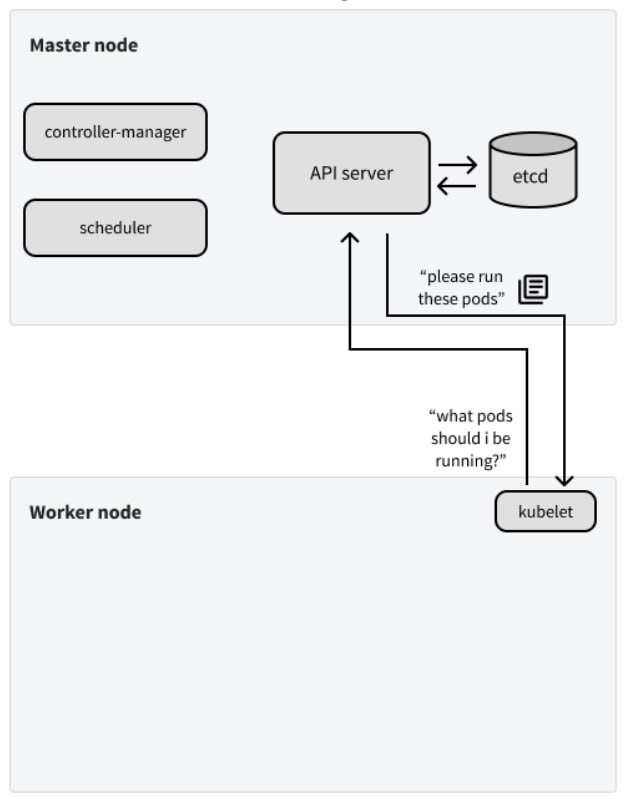 Master node
controller-manager
API server
etcd
scheduler
“please run
these pods”
“what pods
should i be
running?”
Worker node
kubelet